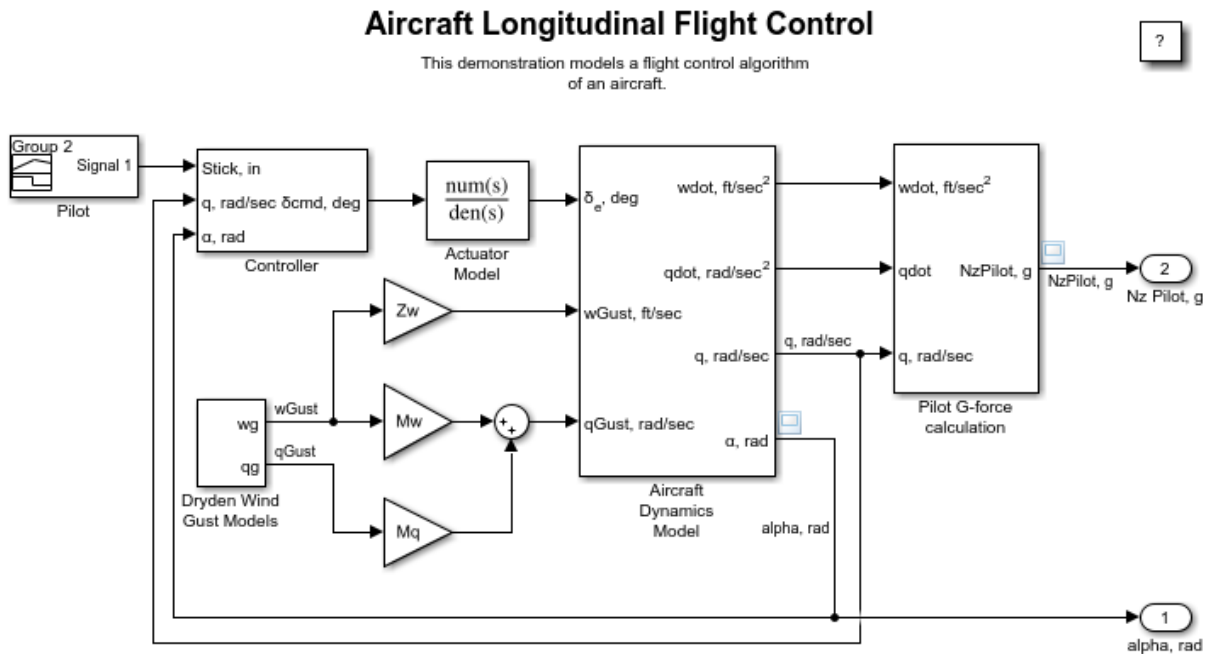 Aircraft Longitudinal Flight Control
?
This demonstration models a flight control algorithm
of an aircraft.
Group 2
Signal 1
Pilot
Stick, in
q, rad/sec δcmd, deg
α, rad
Controller
num(s)
den(s)
Actuator
Model
Zw
Mw
Mq
wGust
qGust
wg
qg
Dryden Wind
Gust Models
++
δe, deg
wGust, ft/sec
qGust, rad/sec
wdot, ft/sec²
qdot, rad/sec²
q, rad/sec
α, rad
Aircraft
Dynamics
Model
q, rad/sec
alpha, rad
wdot, ft/sec²
qdot
q, rad/sec
NzPilot, g
Pilot G-force
calculation
NzPilot, g
2
Nz Pilot, g
1
alpha, rad